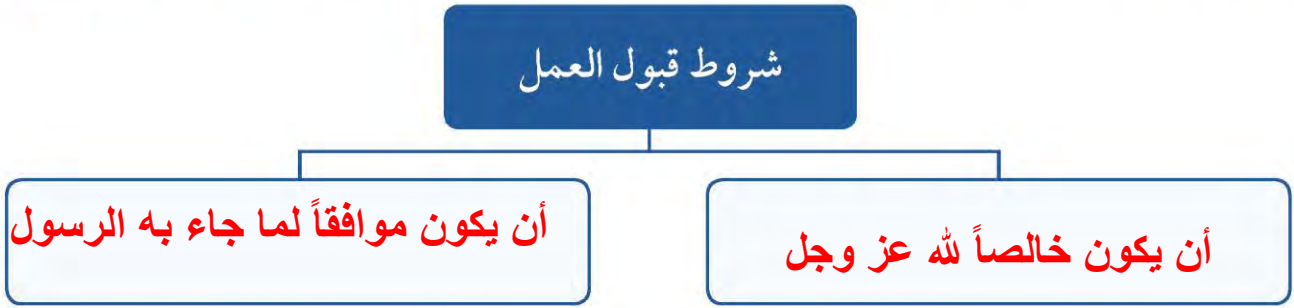 شروط قبول العمل
أن يكون خالصاً لله عز وجل
أن يكون موافقاً لما جاء به الرسول